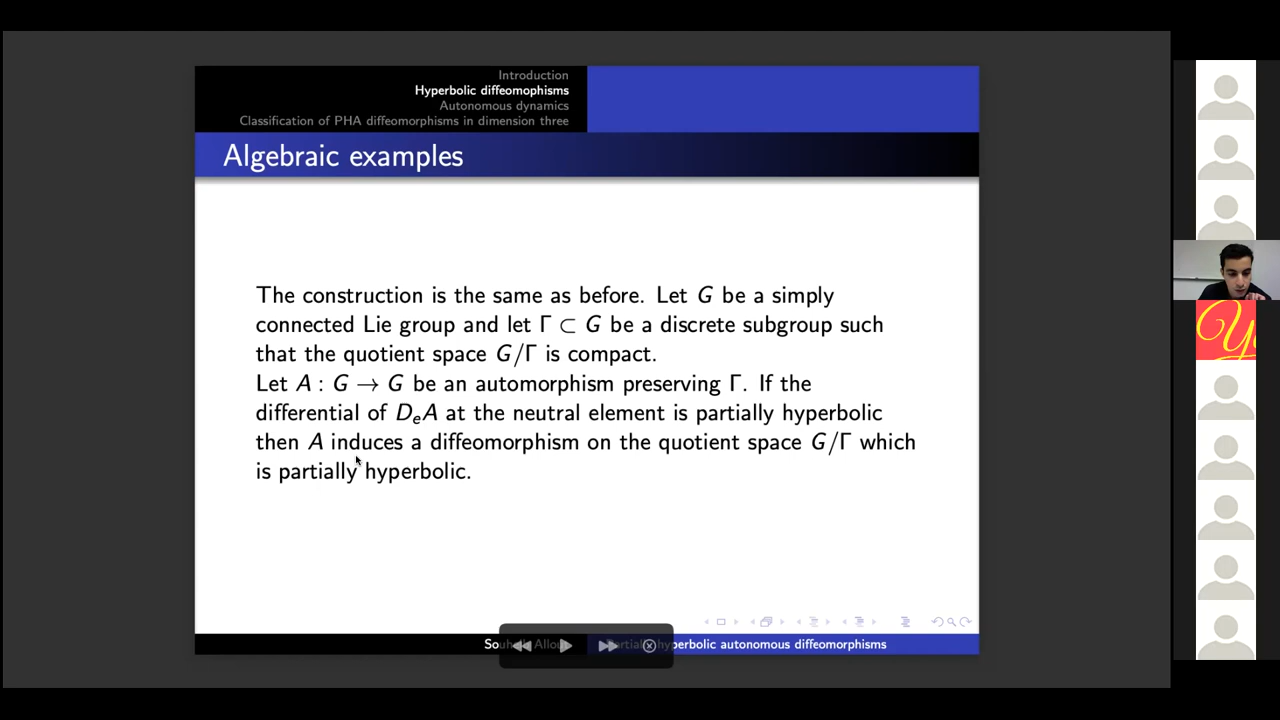 Introduction
Hyperbolic diffeomophisms
Autonomous dynamics
Classification of PHA diffeomorphisms in dimension three
Algebraic examples
The construction is the same as before. Let G be a simply
connected Lie group and let Γ ⊂ G be a discrete subgroup such
that the quotient space G/Γ is compact.
Let A : G → G be an automorphism preserving Γ. If the
differential of DₑA at the neutral element is partially hyperbolic
then A induces a diffeomorphism on the quotient space G/Γ which
is partially hyperbolic.
hyperbolic autonomous diffeomorphisms